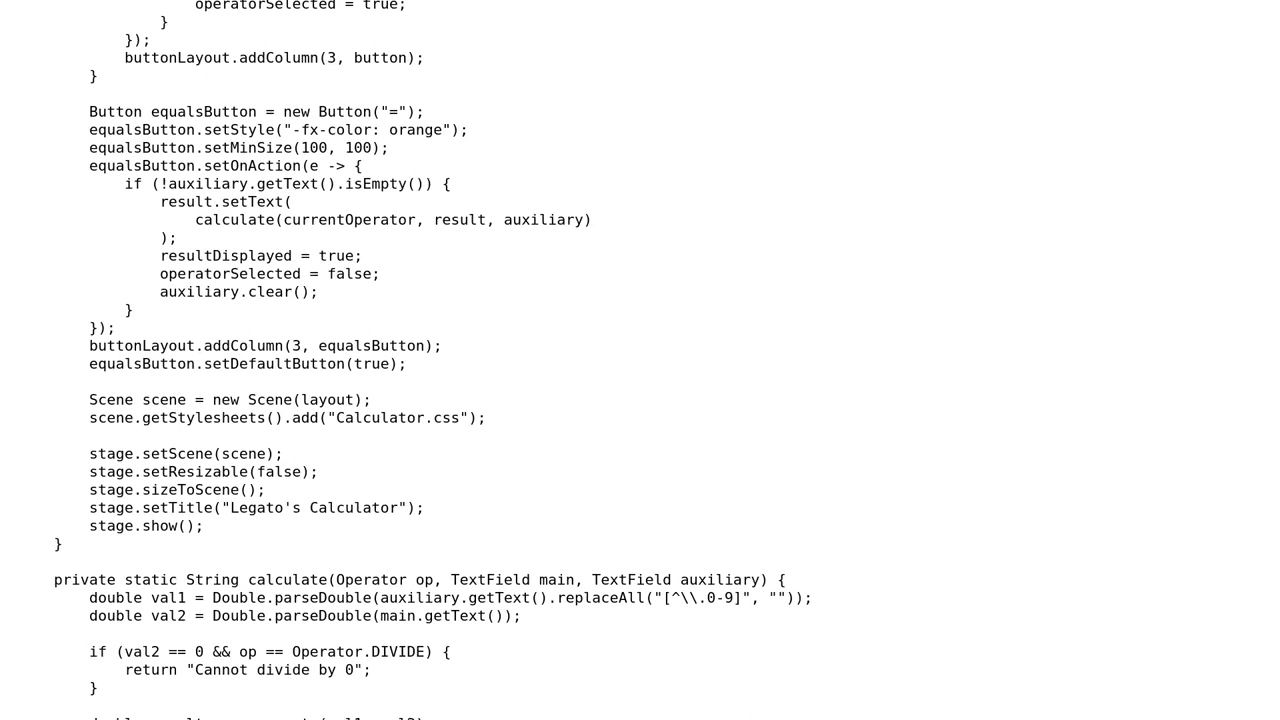 operatorSelected = true;
            }
        });
        buttonLayout.addColumn(3, button);
    }

    Button equalsButton = new Button("=");
    equalsButton.setStyle("-fx-color: orange");
    equalsButton.setMinSize(100, 100);
    equalsButton.setOnAction(e -> {
        if (!auxiliary.getText().isEmpty()) {
            result.setText(
                calculate(currentOperator, result, auxiliary)
            );
            resultDisplayed = true;
            operatorSelected = false;
            auxiliary.clear();
        }
    });
    buttonLayout.addColumn(3, equalsButton);
    equalsButton.setDefaultButton(true);

    Scene scene = new Scene(layout);
    scene.getStylesheets().add("Calculator.css");

    stage.setScene(scene);
    stage.setResizable(false);
    stage.sizeToScene();
    stage.setTitle("Legato's Calculator");
    stage.show();
}

private static String calculate(Operator op, TextField main, TextField auxiliary) {
    double val1 = Double.parseDouble(auxiliary.getText().replaceAll("[^\\.0-9]", ""));
    double val2 = Double.parseDouble(main.getText());

    if (val2 == 0 && op == Operator.DIVIDE) {
        return "Cannot divide by 0";
    }